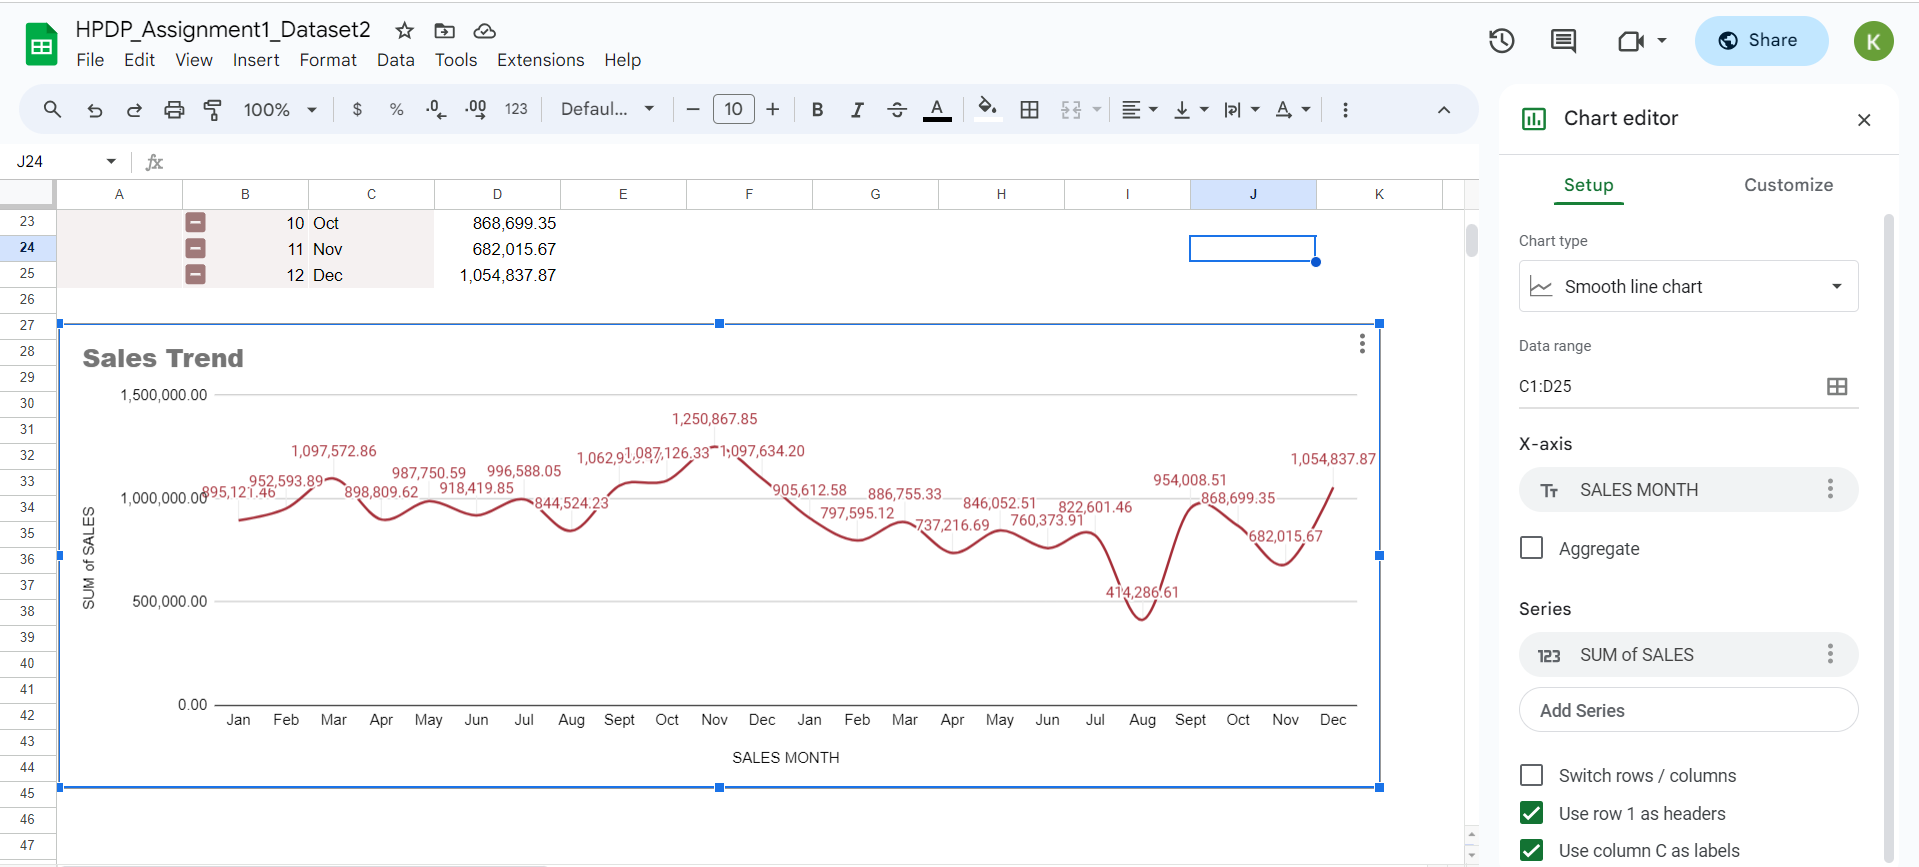 HPDP_Assignment1_Dataset2
File Edit View Insert Format Data Tools Extensions Help
Share
K
100% $ % .0 .00 123 Defaul... 10 B I A
J24 fx
A B C D E F G H I J K
23 10 Oct 868,699.35
24 11 Nov 682,015.67
25 12 Dec 1,054,837.87
26
27
28
29
30
31
32
33
34
35
36
37
38
39
40
41
42
43
44
45
46
47
Sales Trend
1,500,000.00
1,000,000.00
500,000.00
0.00
SUM of SALES
895,121.46
952,593.89
1,097,572.86
898,809.62
987,750.59
918,419.85
996,588.05
844,524.23
1,087,126.33
1,250,867.85
1,097,634.20
905,612.58
797,595.12
886,755.33
737,216.69
846,052.51
760,373.91
822,601.46
414,286.61
954,008.51
868,699.35
682,015.67
1,054,837.87
Jan Feb Mar Apr May Jun Jul Aug Sept Oct Nov Dec Jan Feb Mar Apr May Jun Jul Aug Sept Oct Nov Dec
SALES MONTH
Chart editor
Setup Customize
Chart type
Smooth line chart
Data range
C1:D25
X-axis
Tт SALES MONTH
Aggregate
Series
123 SUM of SALES
Add Series
Switch rows / columns
Use row 1 as headers
Use column C as labels